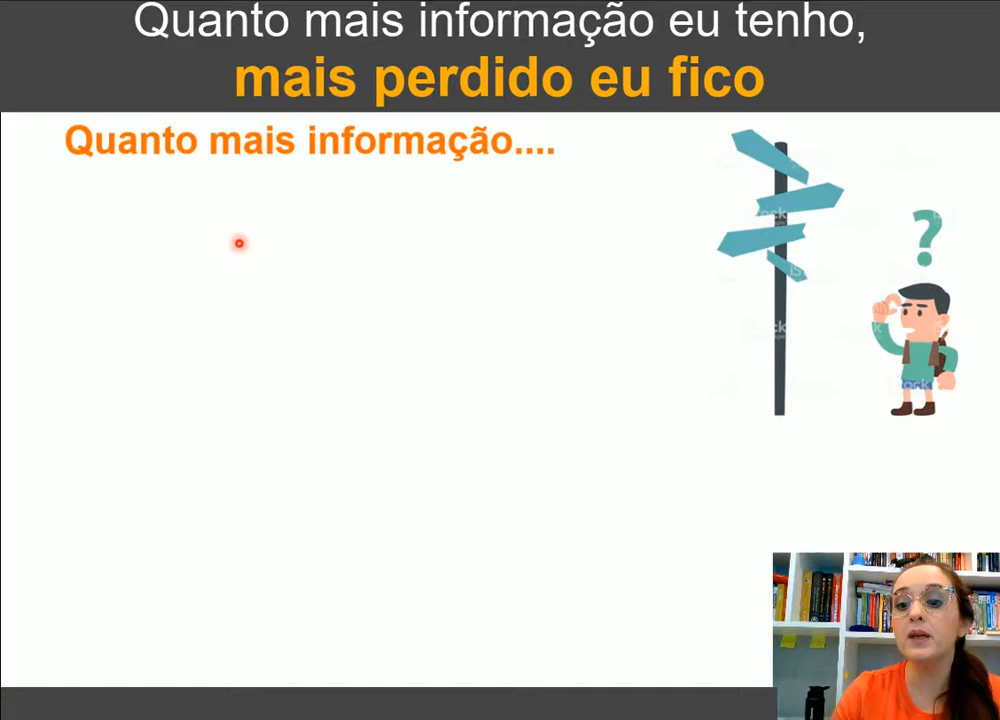 Quanto mais informação eu tenho,
mais perdido eu fico
Quanto mais informação....
?